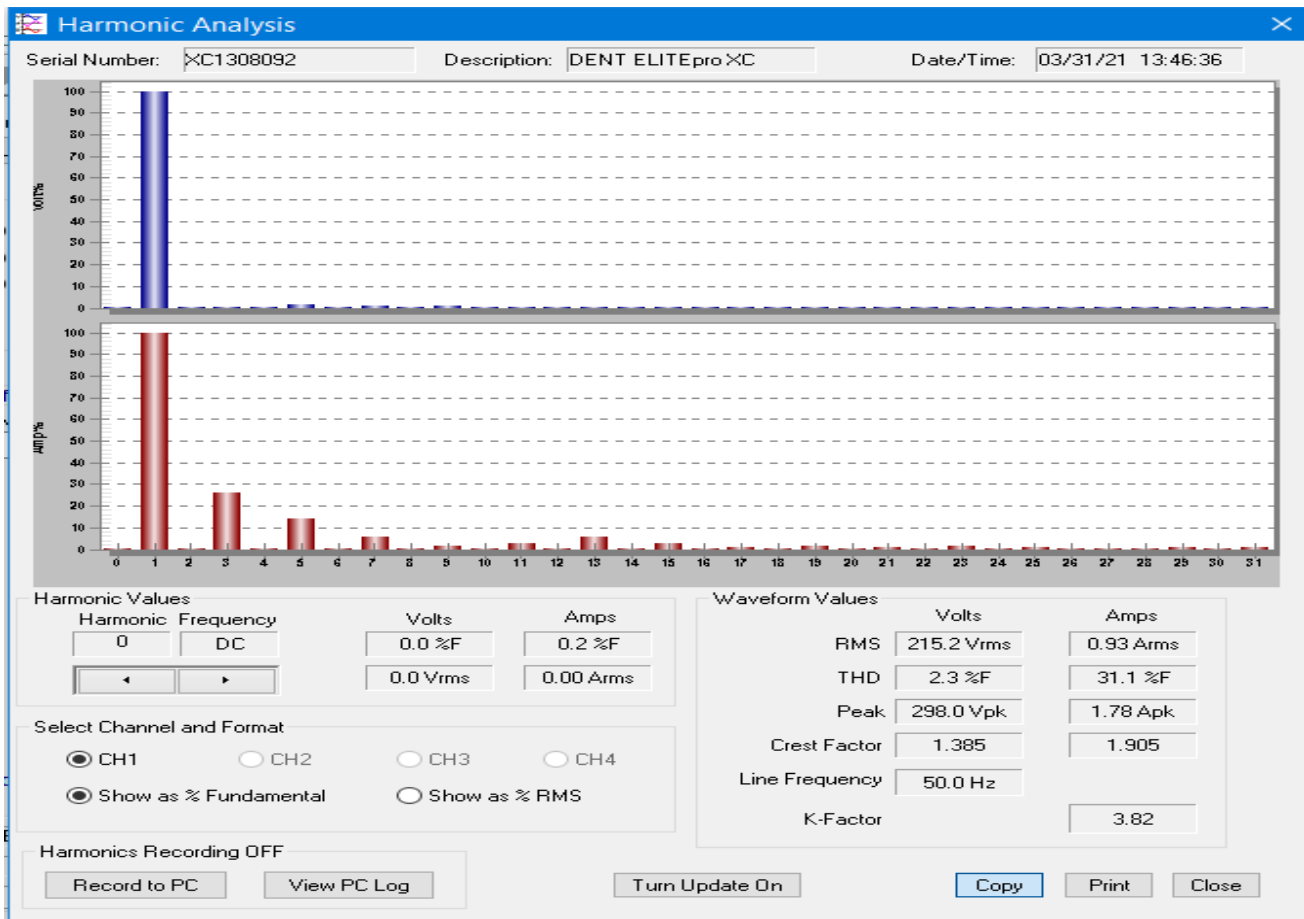 Harmonic Analysis
Serial Number: XC1308092 Description: DENT ELITEpro XC Date/Time: 03/31/21 13:46:36
100
90
80
70
60
50
40
30
20
10
0
Volt%
100
90
80
70
60
50
40
30
20
10
0
Amp%
0 1 2 3 4 5 6 7 8 9 10 11 12 13 14 15 16 17 18 19 20 21 22 23 24 25 26 27 28 29 30 31
Harmonic Values
Harmonic Frequency Volts Amps
0 DC 0.0 %F 0.2 %F
0.0 Vrms 0.00 Arms
Select Channel and Format
CH1 CH2 CH3 CH4
Show as % Fundamental Show as % RMS
Harmonics Recording OFF
Record to PC View PC Log
Waveform Values
Volts Amps
RMS 215.2 Vrms 0.93 Arms
THD 2.3 %F 31.1 %F
Peak 298.0 Vpk 1.78 Apk
Crest Factor 1.385 1.905
Line Frequency 50.0 Hz
K-Factor 3.82
Turn Update On Copy Print Close